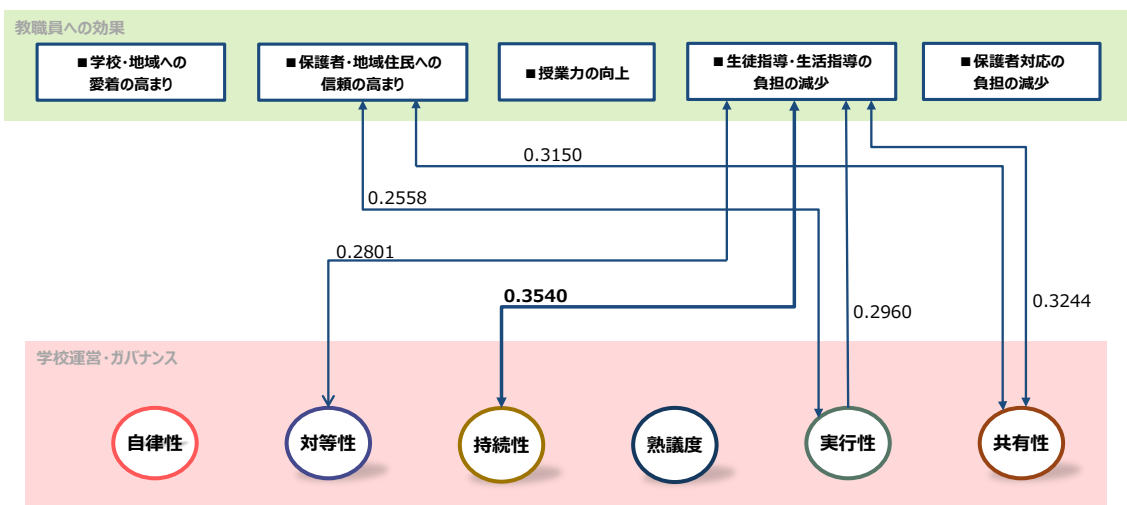 教職員への効果
■学校・地域への
愛着の高まり
■保護者・地域住民への
信頼の高まり
■授業力の向上
■生徒指導・生活指導の
負担の減少
■保護者対応の
負担の減少
0.3150
0.2558
0.2801
0.3540
0.2960
0.3244
学校運営・ガバナンス
自律性
対等性
持続性
熟議度
実行性
共有性